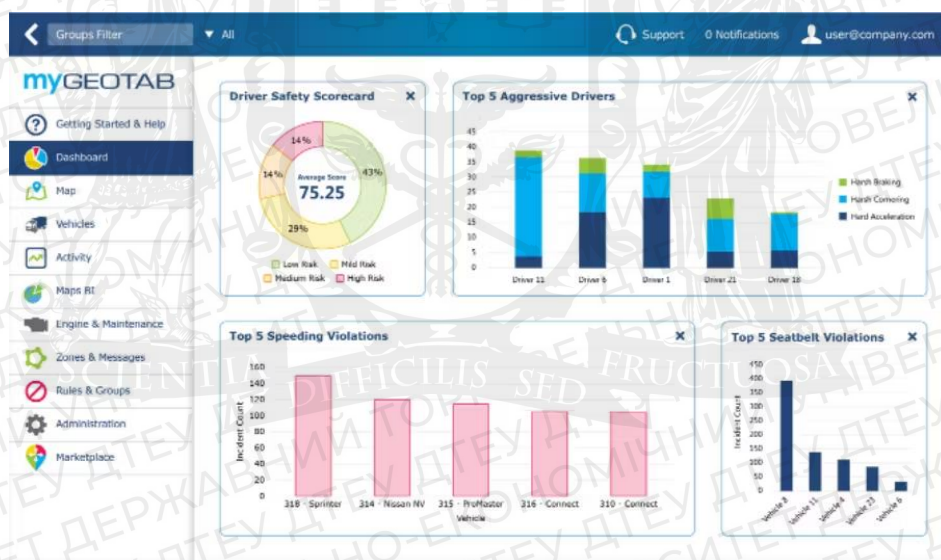 Groups Filter
All
Support
0 Notifications
user@company.com
myGEOTAB
Getting Started & Help
Dashboard
Map
Vehicles
Activity
Maps BI
Engine & Maintenance
Zones & Messages
Rules & Groups
Administration
Marketplace
Driver Safety Scorecard
14%
14%
43%
29%
Average Score
75.25
Low Risk
Mild Risk
Medium Risk
High Risk
Top 5 Aggressive Drivers
45
40
35
30
25
20
15
10
5
0
Driver 11
Driver 6
Driver 1
Driver 21
Driver 18
Harsh Braking
Harsh Cornering
Hard Acceleration
Top 5 Speeding Violations
Incident Count
160
140
120
100
80
60
40
20
0
318 - Sprinter
314 - Nissan NV
315 - ProMaster
316 - Connect
310 - Connect
Vehicle
Top 5 Seatbelt Violations
Incident Count
450
400
350
300
250
200
150
100
50
0
Vehicle 8
Vehicle 11
Vehicle 4
Vehicle 23
Vehicle 6
SCIENTIA DIFFICILIS SED FRUCTUOSA